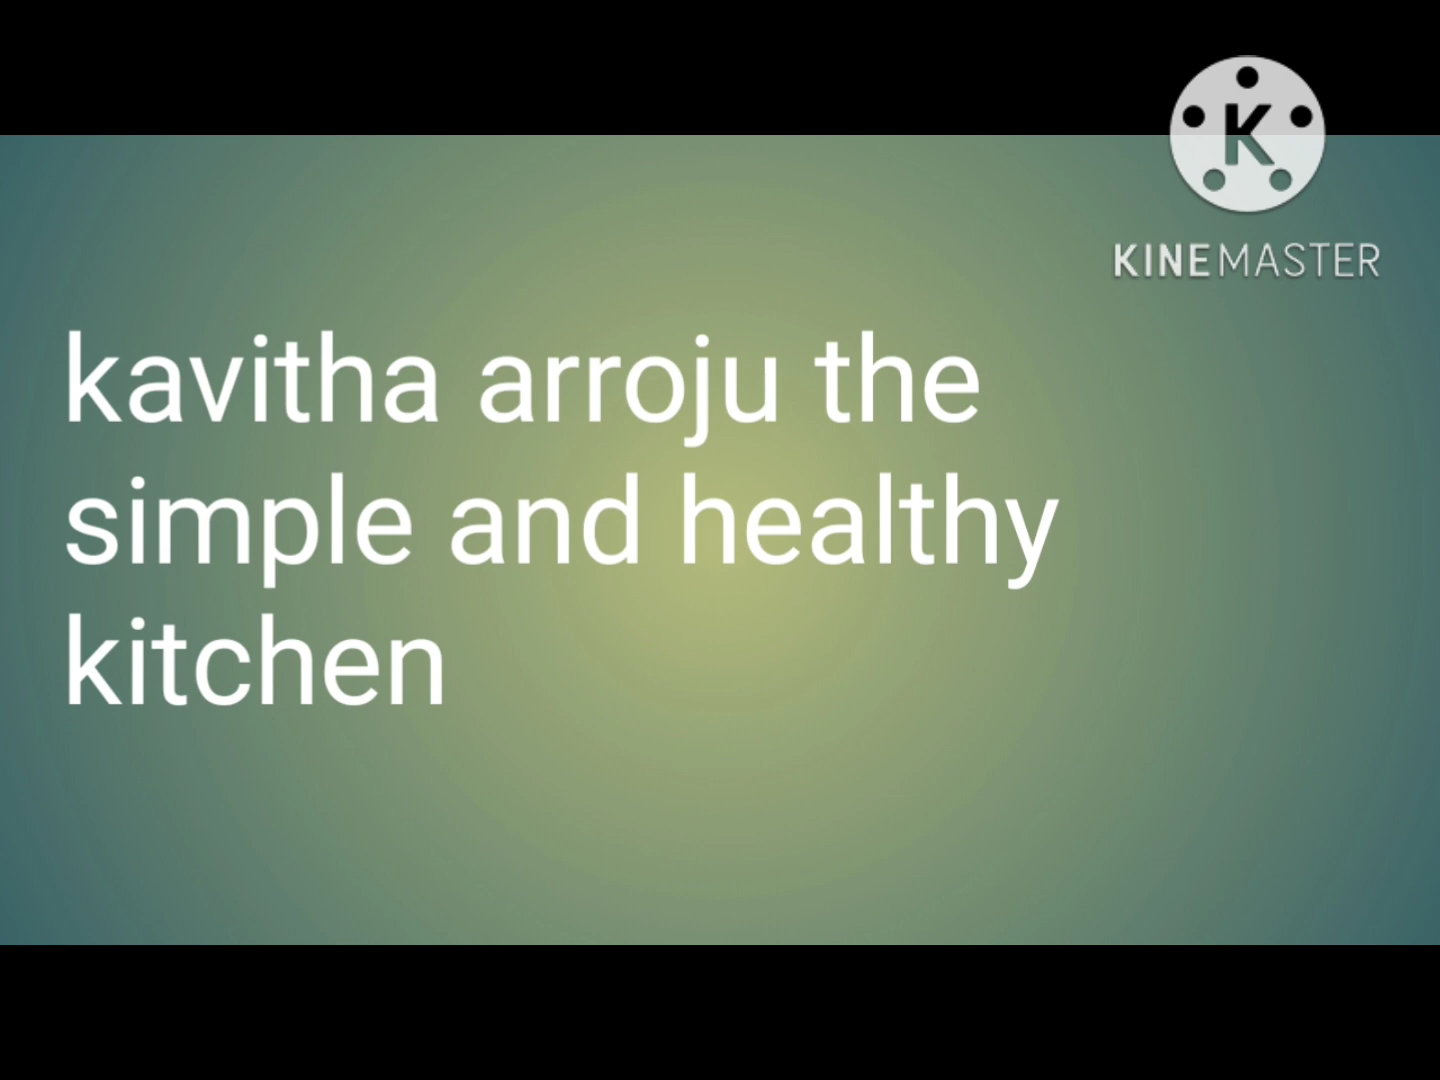 K
KINEMASTER
kavitha arroju the
simple and healthy
kitchen